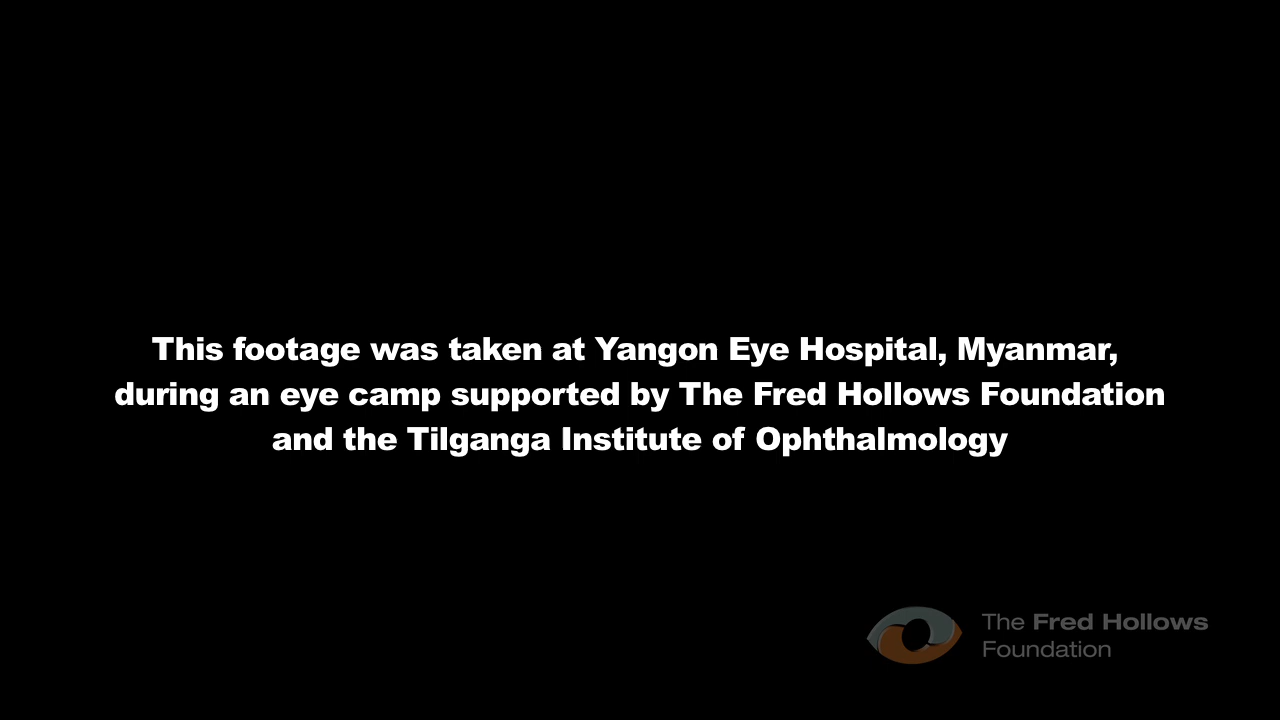 This footage was taken at Yangon Eye Hospital, Myanmar,
during an eye camp supported by The Fred Hollows Foundation
and the Tilganga Institute of Ophthalmology
The Fred Hollows
Foundation